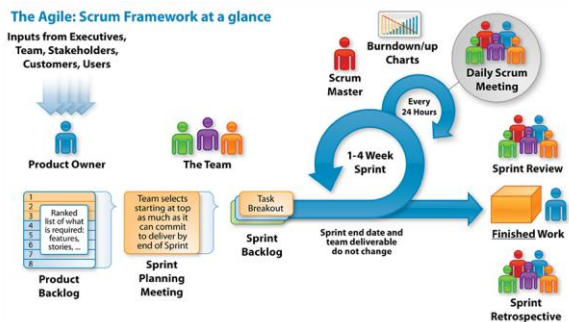 The Agile: Scrum Framework at a glance
Inputs from Executives,
Team, Stakeholders,
Customers, Users
Product Owner
The Team
1
2
3
4
5
6
7
8
Ranked
list of what
is required:
features,
stories, ...
Product
Backlog
Team selects
starting at top
as much as it
can commit
to deliver by
end of Sprint
Sprint
Planning
Meeting
Task
Breakout
Sprint
Backlog
Scrum
Master
Burndown/up
Charts
Every
24 Hours
1-4 Week
Sprint
Sprint end date and
team deliverable
do not change
Daily Scrum
Meeting
Sprint Review
Finished Work
Sprint
Retrospective